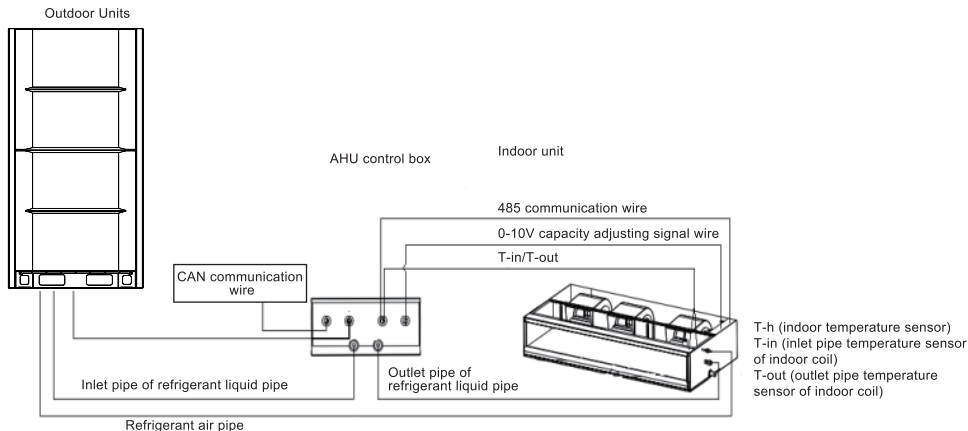 Outdoor Units
AHU control box
Indoor unit
485 communication wire
0-10V capacity adjusting signal wire
T-in/T-out
CAN communication
wire
T-h (indoor temperature sensor)
T-in (inlet pipe temperature sensor
of indoor coil)
T-out (outlet pipe temperature
sensor of indoor coil)
Inlet pipe of refrigerant liquid pipe
Outlet pipe of
refrigerant liquid pipe
Refrigerant air pipe